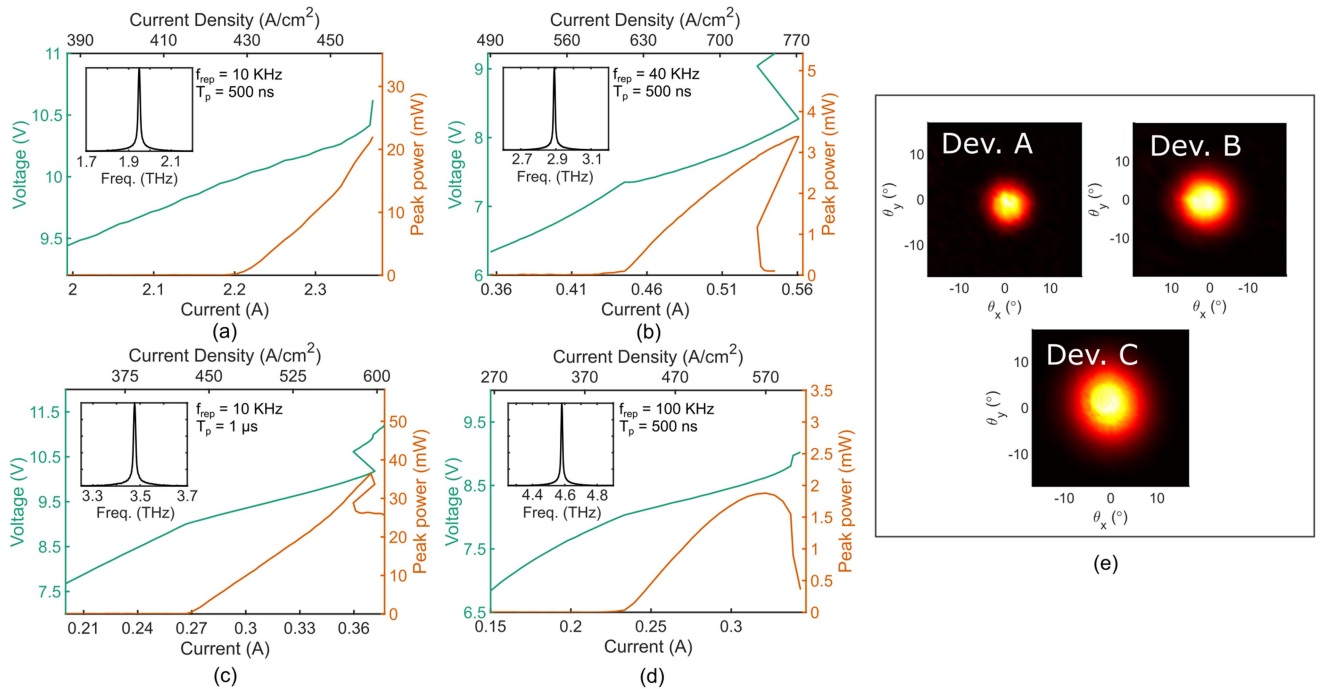 Current Density (A/cm²)
390 410 430 450
11
10.5
10
9.5
Voltage (V)
f_rep = 10 KHz
T_p = 500 ns
1.7 1.9 2.1
Freq. (THz)
30
20
10
0
Peak power (mW)
2 2.1 2.2 2.3
Current (A)
(a)
Current Density (A/cm²)
490 560 630 700 770
9
8
7
6
Voltage (V)
f_rep = 40 KHz
T_p = 500 ns
2.7 2.9 3.1
Freq. (THz)
5
4
3
2
1
0
Peak power (mW)
0.36 0.41 0.46 0.51 0.56
Current (A)
(b)
Current Density (A/cm²)
375 450 525 600
11.5
10.5
9.5
8.5
7.5
Voltage (V)
f_rep = 10 KHz
T_p = 1 µs
3.3 3.5 3.7
Freq. (THz)
50
40
30
20
10
0
Peak power (mW)
0.21 0.24 0.27 0.30 0.33 0.36
Current (A)
(c)
Current Density (A/cm²)
270 370 470 570
9.5
8.5
7.5
6.5
Voltage (V)
f_rep = 100 KHz
T_p = 500 ns
4.4 4.6 4.8
Freq. (THz)
3.5
3
2.5
2
1.5
1
0.5
0
Peak power (mW)
0.15 0.2 0.25 0.3
Current (A)
(d)
Dev. A
10
0
-10
θ_y (°)
-10 0 10
θ_x (°)
Dev. B
10
0
-10
θ_y (°)
10 0 -10
θ_x (°)
Dev. C
10
0
-10
θ_y (°)
-10 0 10
θ_x (°)
(e)